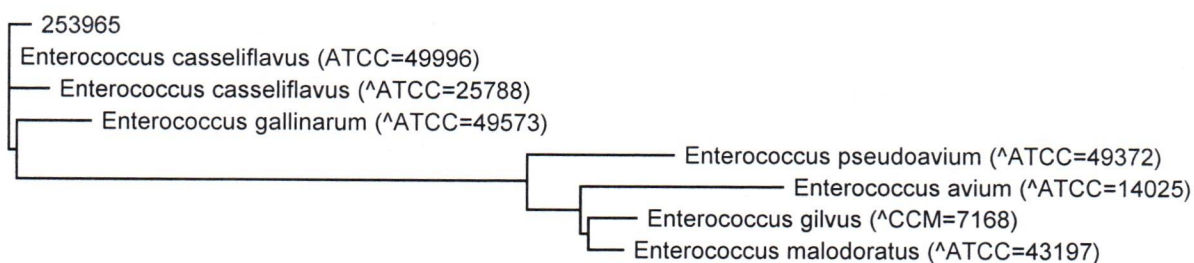 253965
Enterococcus casseliflavus (ATCC=49996)
Enterococcus casseliflavus (^ATCC=25788)
Enterococcus gallinarum (^ATCC=49573)
Enterococcus pseudoavium (^ATCC=49372)
Enterococcus avium (^ATCC=14025)
Enterococcus gilvus (^CCM=7168)
Enterococcus malodoratus (^ATCC=43197)